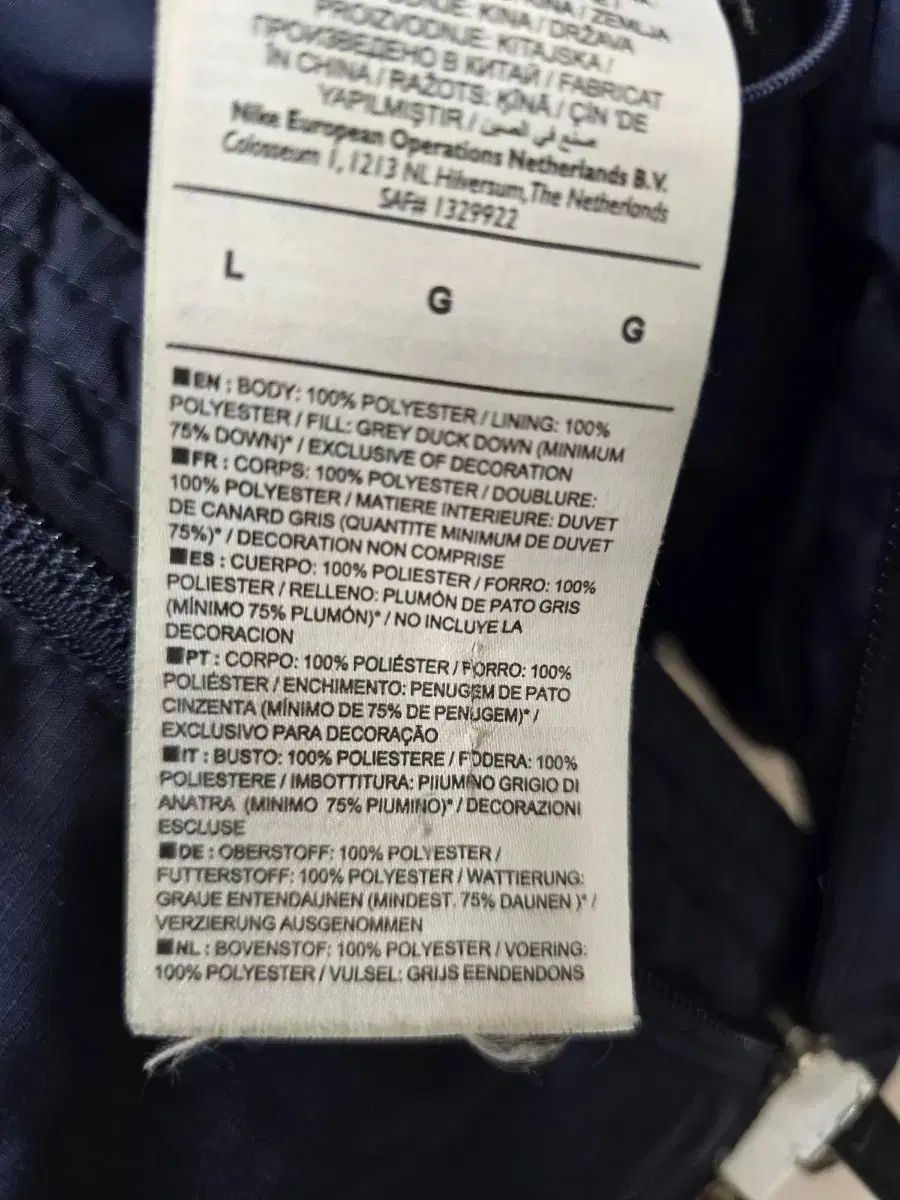 ZEMLJA
KINA / DRŽAVA
PROIZVODNJE: KITAJSKA /
ПРОИЗВЕДЕНО В КИТАЙ / FABRICAT
ÎN CHINA / RAŽOTS: ĶĪNĀ / ÇİN 'DE
YAPILMIŞTIR / صنع في الصين
Nike European Operations Netherlands B.V.
Colosseum 1, 1213 NL Hilversum, The Netherlands
SAF# 1329922
L G G
EN : BODY: 100% POLYESTER / LINING: 100%
POLYESTER / FILL: GREY DUCK DOWN (MINIMUM
75% DOWN)* / EXCLUSIVE OF DECORATION
FR : CORPS: 100% POLYESTER / DOUBLURE:
100% POLYESTER / MATIERE INTERIEURE: DUVET
DE CANARD GRIS (QUANTITE MINIMUM DE DUVET
75%)* / DECORATION NON COMPRISE
ES : CUERPO: 100% POLIESTER / FORRO: 100%
POLIESTER / RELLENO: PLUMÓN DE PATO GRIS
(MÍNIMO 75% PLUMÓN)* / NO INCLUYE LA
DECORACION
PT : CORPO: 100% POLIÉSTER / FORRO: 100%
POLIÉSTER / ENCHIMENTO: PENUGEM DE PATO
CINZENTA (MÍNIMO DE 75% DE PENUGEM)* /
EXCLUSIVO PARA DECORAÇÃO
IT : BUSTO: 100% POLIESTERE / FODERA: 100%
POLIESTERE / IMBOTTITURA: PIIUMINO GRIGIO DI
ANATRA (MINIMO 75% PIUMINO)* / DECORAZIONI
ESCLUSE
DE : OBERSTOFF: 100% POLYESTER /
FUTTERSTOFF: 100% POLYESTER / WATTIERUNG:
GRAUE ENTENDAUNEN (MINDEST. 75% DAUNEN )* /
VERZIERUNG AUSGENOMMEN
NL : BOVENSTOF: 100% POLYESTER / VOERING:
100% POLYESTER / VULSEL: GRIJS EENDENDONS